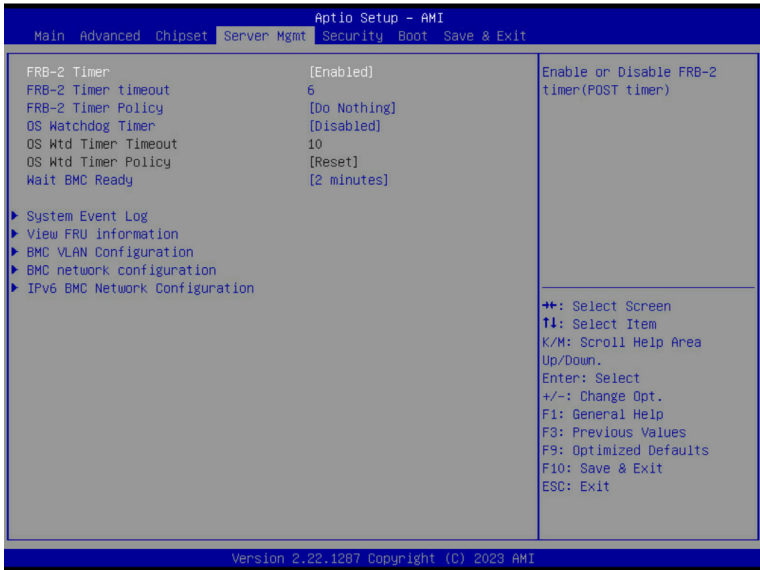 Aptio Setup – AMI
Main Advanced Chipset Server Mgmt Security Boot Save & Exit
FRB-2 Timer [Enabled]
FRB-2 Timer timeout 6
FRB-2 Timer Policy [Do Nothing]
OS Watchdog Timer [Disabled]
OS Wtd Timer Timeout 10
OS Wtd Timer Policy [Reset]
Wait BMC Ready [2 minutes]
System Event Log
View FRU information
BMC VLAN Configuration
BMC network configuration
IPv6 BMC Network Configuration
Enable or Disable FRB-2
timer(POST timer)
→←: Select Screen
↑↓: Select Item
K/M: Scroll Help Area
Up/Down.
Enter: Select
+/-: Change Opt.
F1: General Help
F3: Previous Values
F9: Optimized Defaults
F10: Save & Exit
ESC: Exit
Version 2.22.1287 Copyright (C) 2023 AMI